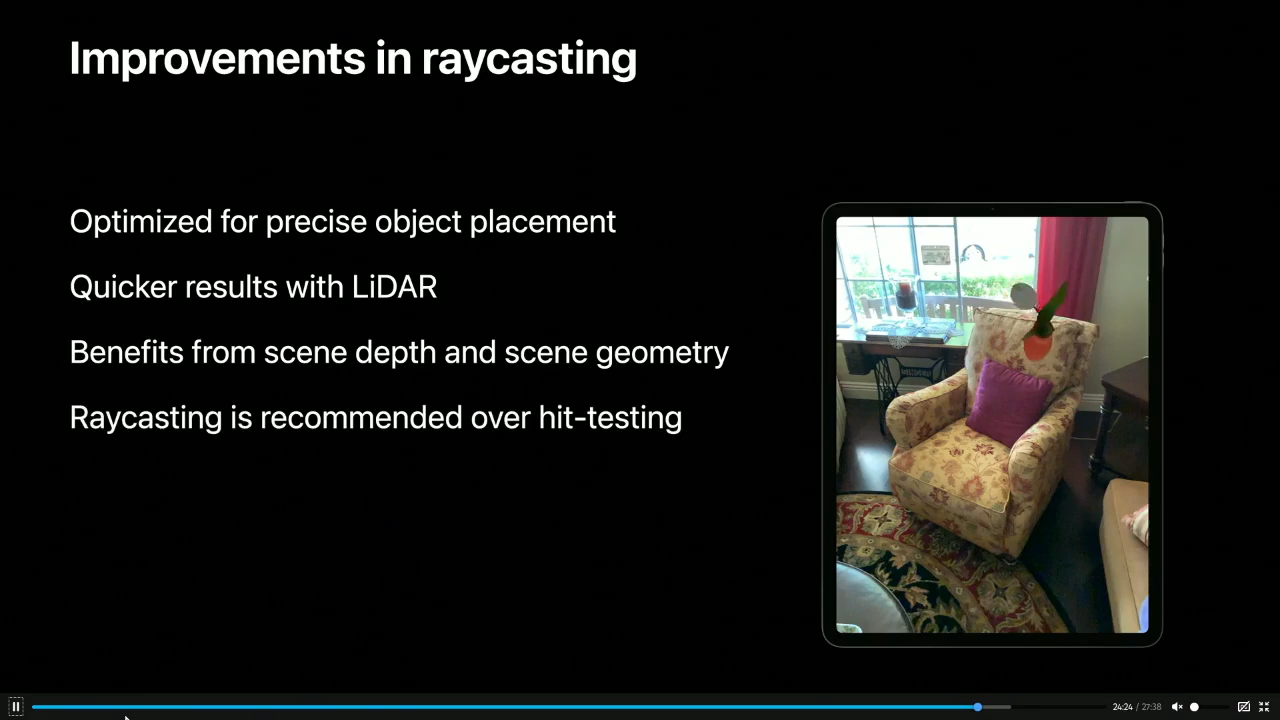 Improvements in raycasting
Optimized for precise object placement
Quicker results with LiDAR
Benefits from scene depth and scene geometry
Raycasting is recommended over hit-testing
24:24 / 27:38